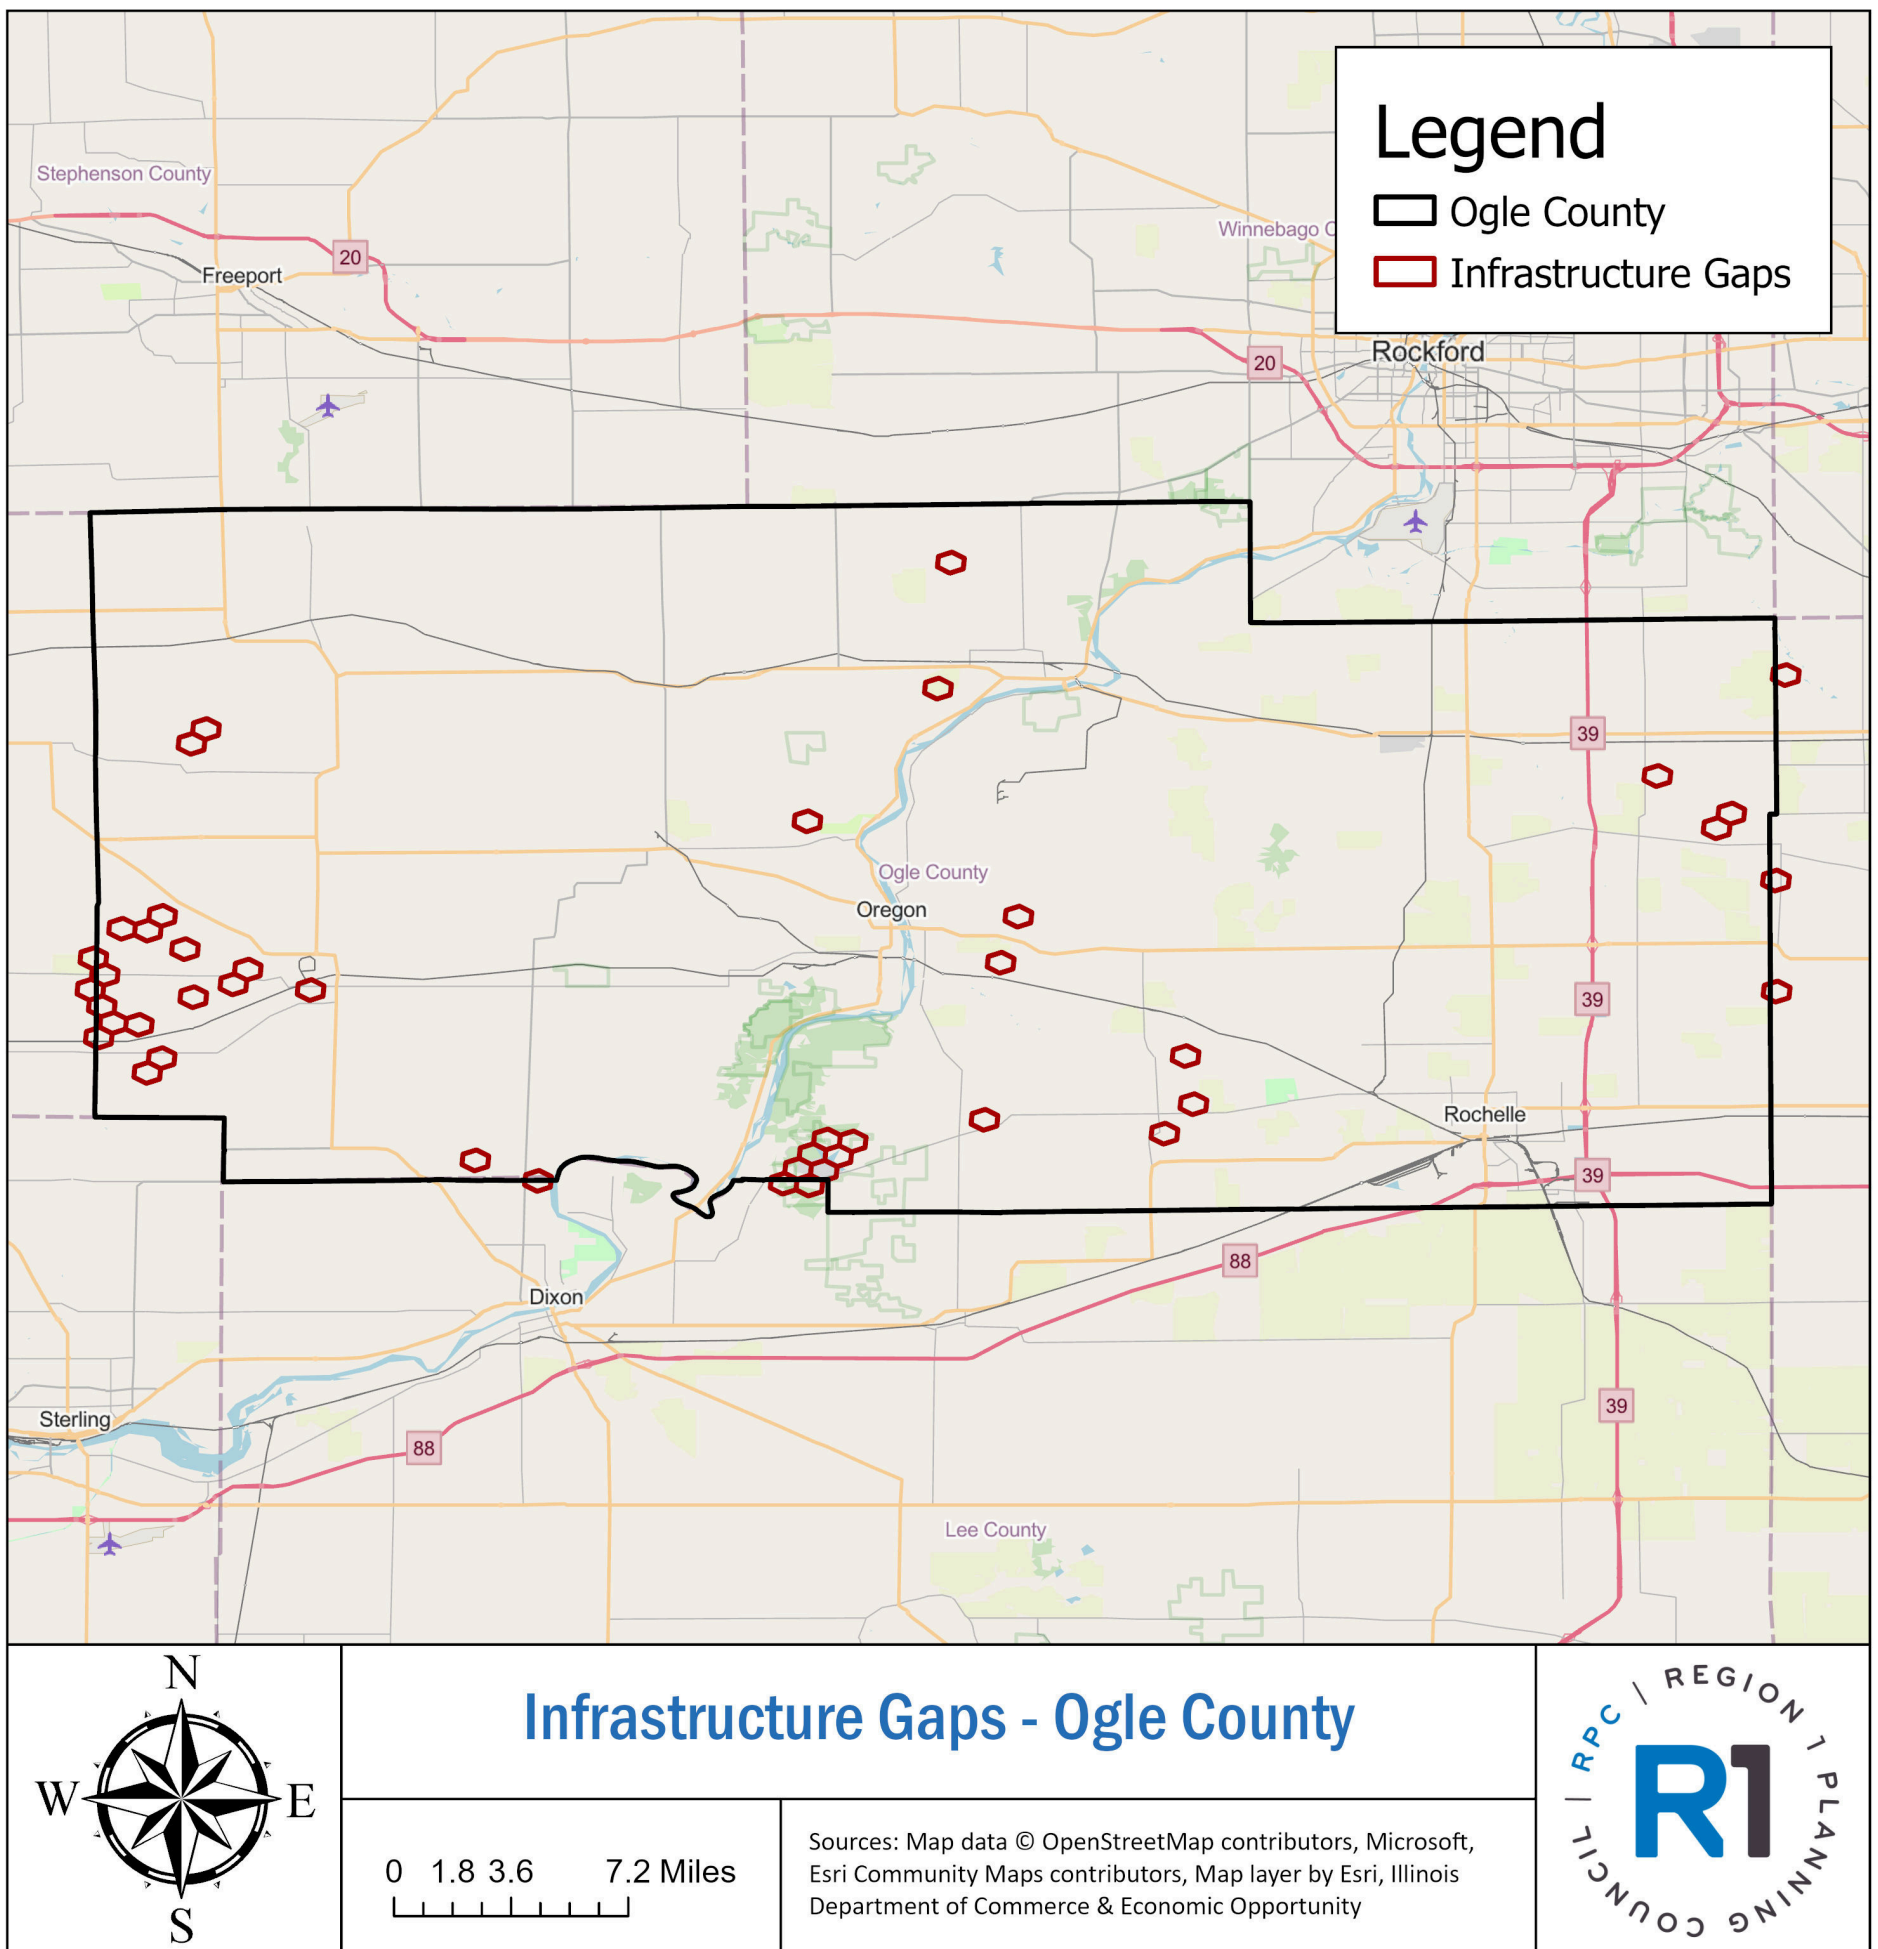 Legend
Ogle County
Infrastructure Gaps
Stephenson County
Winnebago C
20
Freeport
Rockford
20
39
Ogle County
Oregon
39
Rochelle
39
88
Dixon
39
Sterling
88
Lee County
N
W
E
S
Infrastructure Gaps - Ogle County
0 1.8 3.6 7.2 Miles
Sources: Map data © OpenStreetMap contributors, Microsoft,
Esri Community Maps contributors, Map layer by Esri, Illinois
Department of Commerce & Economic Opportunity
| RPC | REGION 1 PLANNING COUNCIL
R1